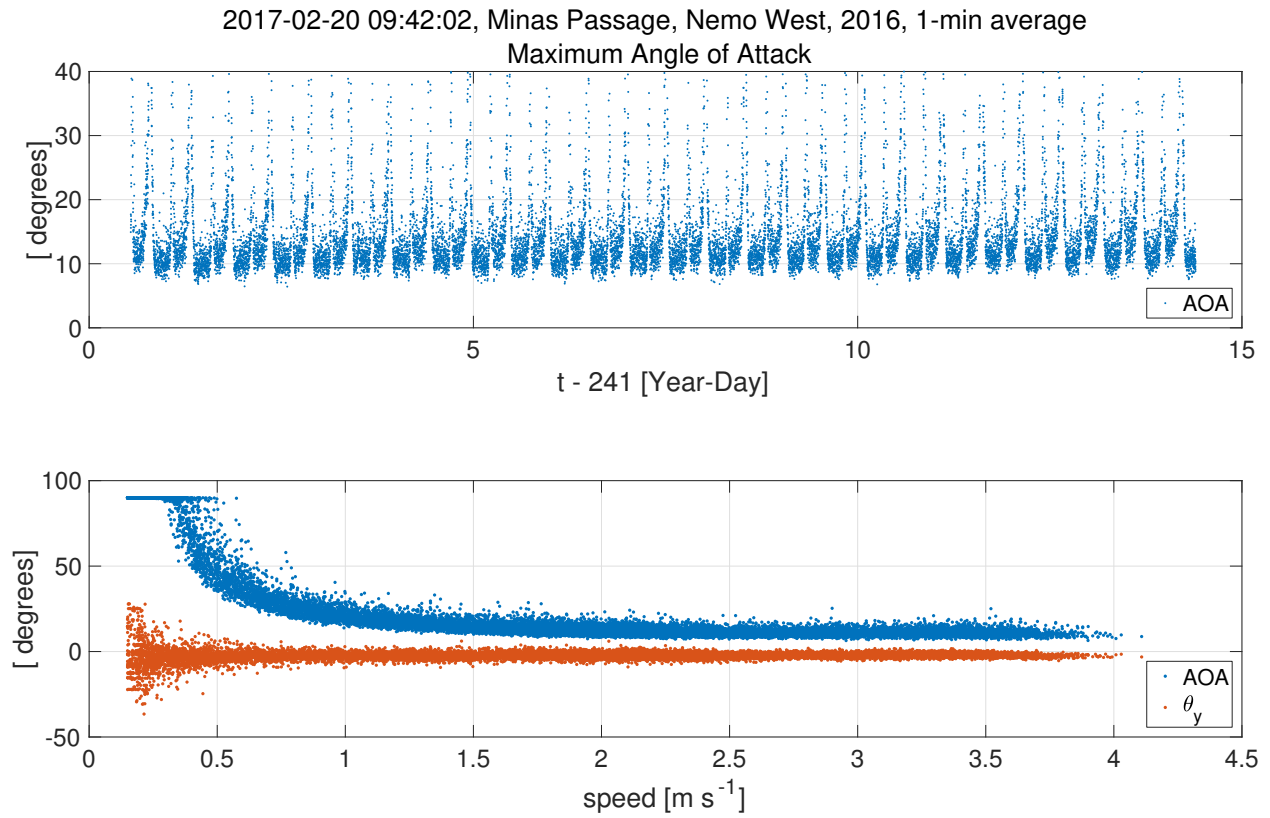 2017-02-20 09:42:02, Minas Passage, Nemo West, 2016, 1-min average
Maximum Angle of Attack
40
30
20
10
0
[ degrees]
AOA
0 5 10 15
t - 241 [Year-Day]
100
50
0
-50
[ degrees]
AOA
θ_y
0 0.5 1 1.5 2 2.5 3 3.5 4 4.5
speed [m s⁻¹]